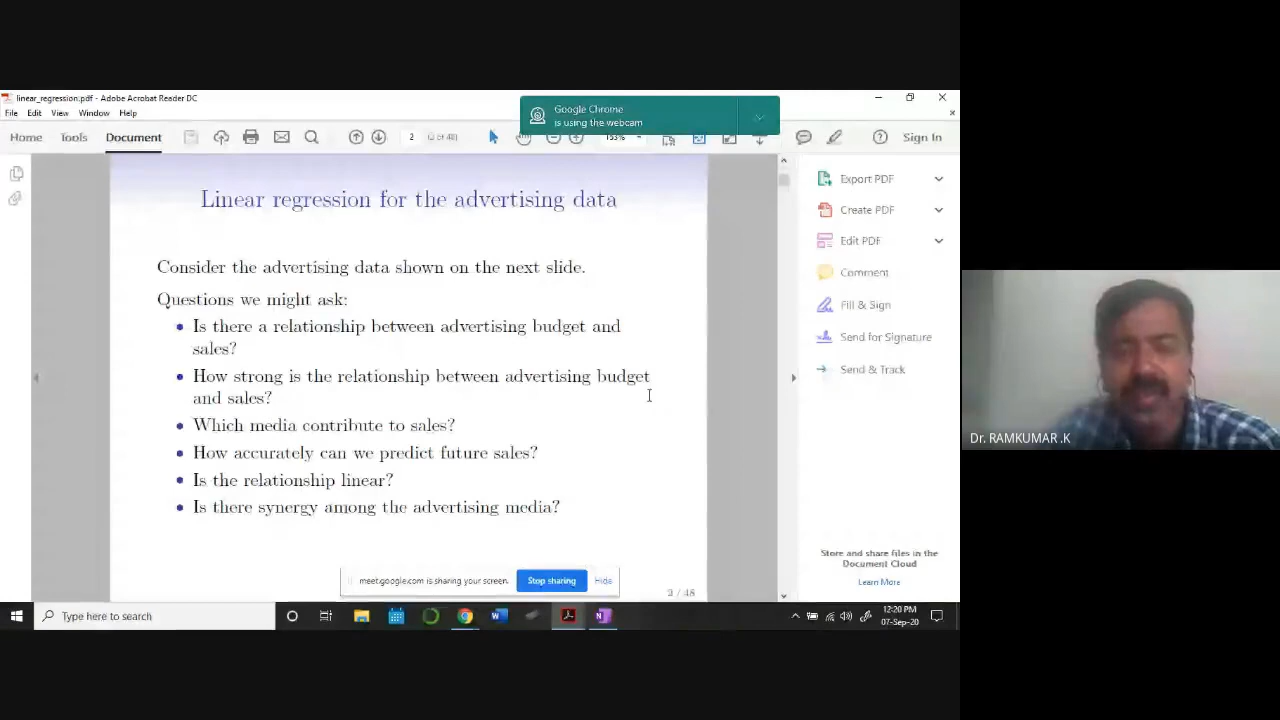 linear_regression.pdf - Adobe Acrobat Reader DC
File Edit View Window Help
Google Chrome
is using the webcam
Home Tools Document
2
Sign In
Linear regression for the advertising data
Consider the advertising data shown on the next slide.
Questions we might ask:
• Is there a relationship between advertising budget and
sales?
• How strong is the relationship between advertising budget
and sales?
• Which media contribute to sales?
• How accurately can we predict future sales?
• Is the relationship linear?
• Is there synergy among the advertising media?
2 / 48
Export PDF
Create PDF
Edit PDF
Comment
Fill & Sign
Send for Signature
Send & Track
Store and share files in the
Document Cloud
Learn More
meet.google.com is sharing your screen.
Stop sharing
Hide
Type here to search
12:20 PM
07-Sep-20
Dr. RAMKUMAR .K